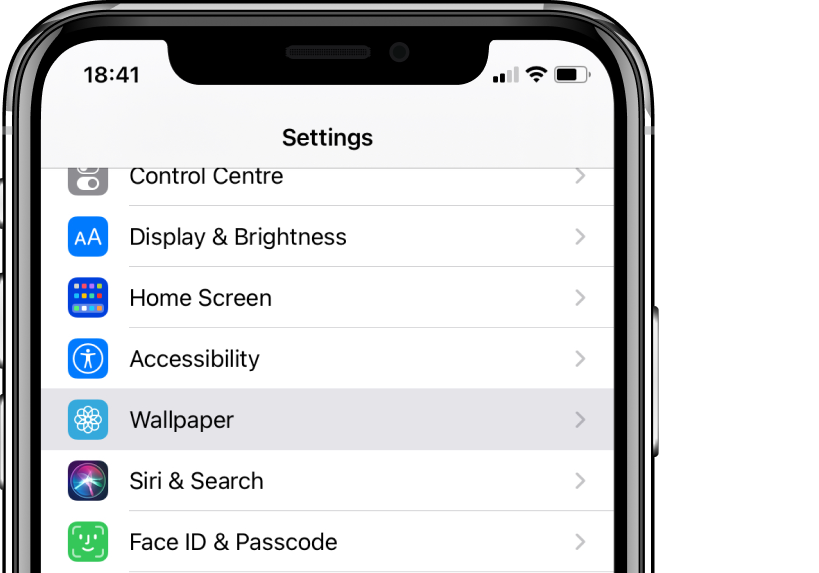 18:41
Settings
Control Centre
AA Display & Brightness
Home Screen
Accessibility
Wallpaper
Siri & Search
Face ID & Passcode